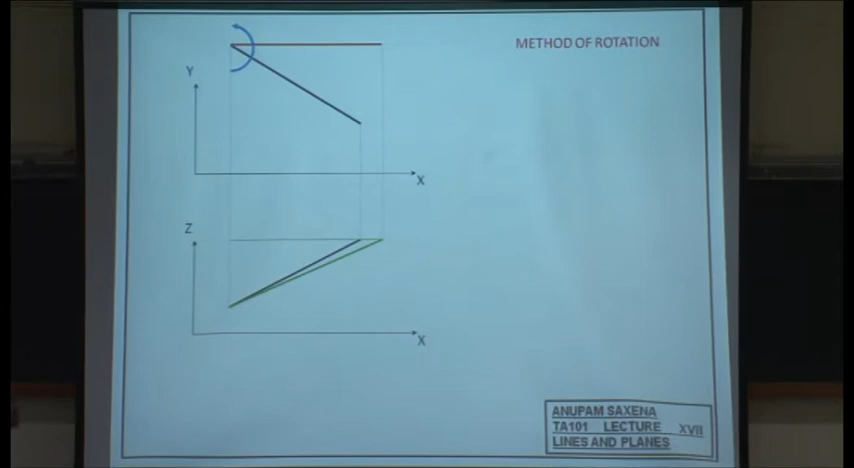 METHOD OF ROTATION
Y
X
Z
X
ANUPAM SAXENA
TA101 LECTURE XVII
LINES AND PLANES